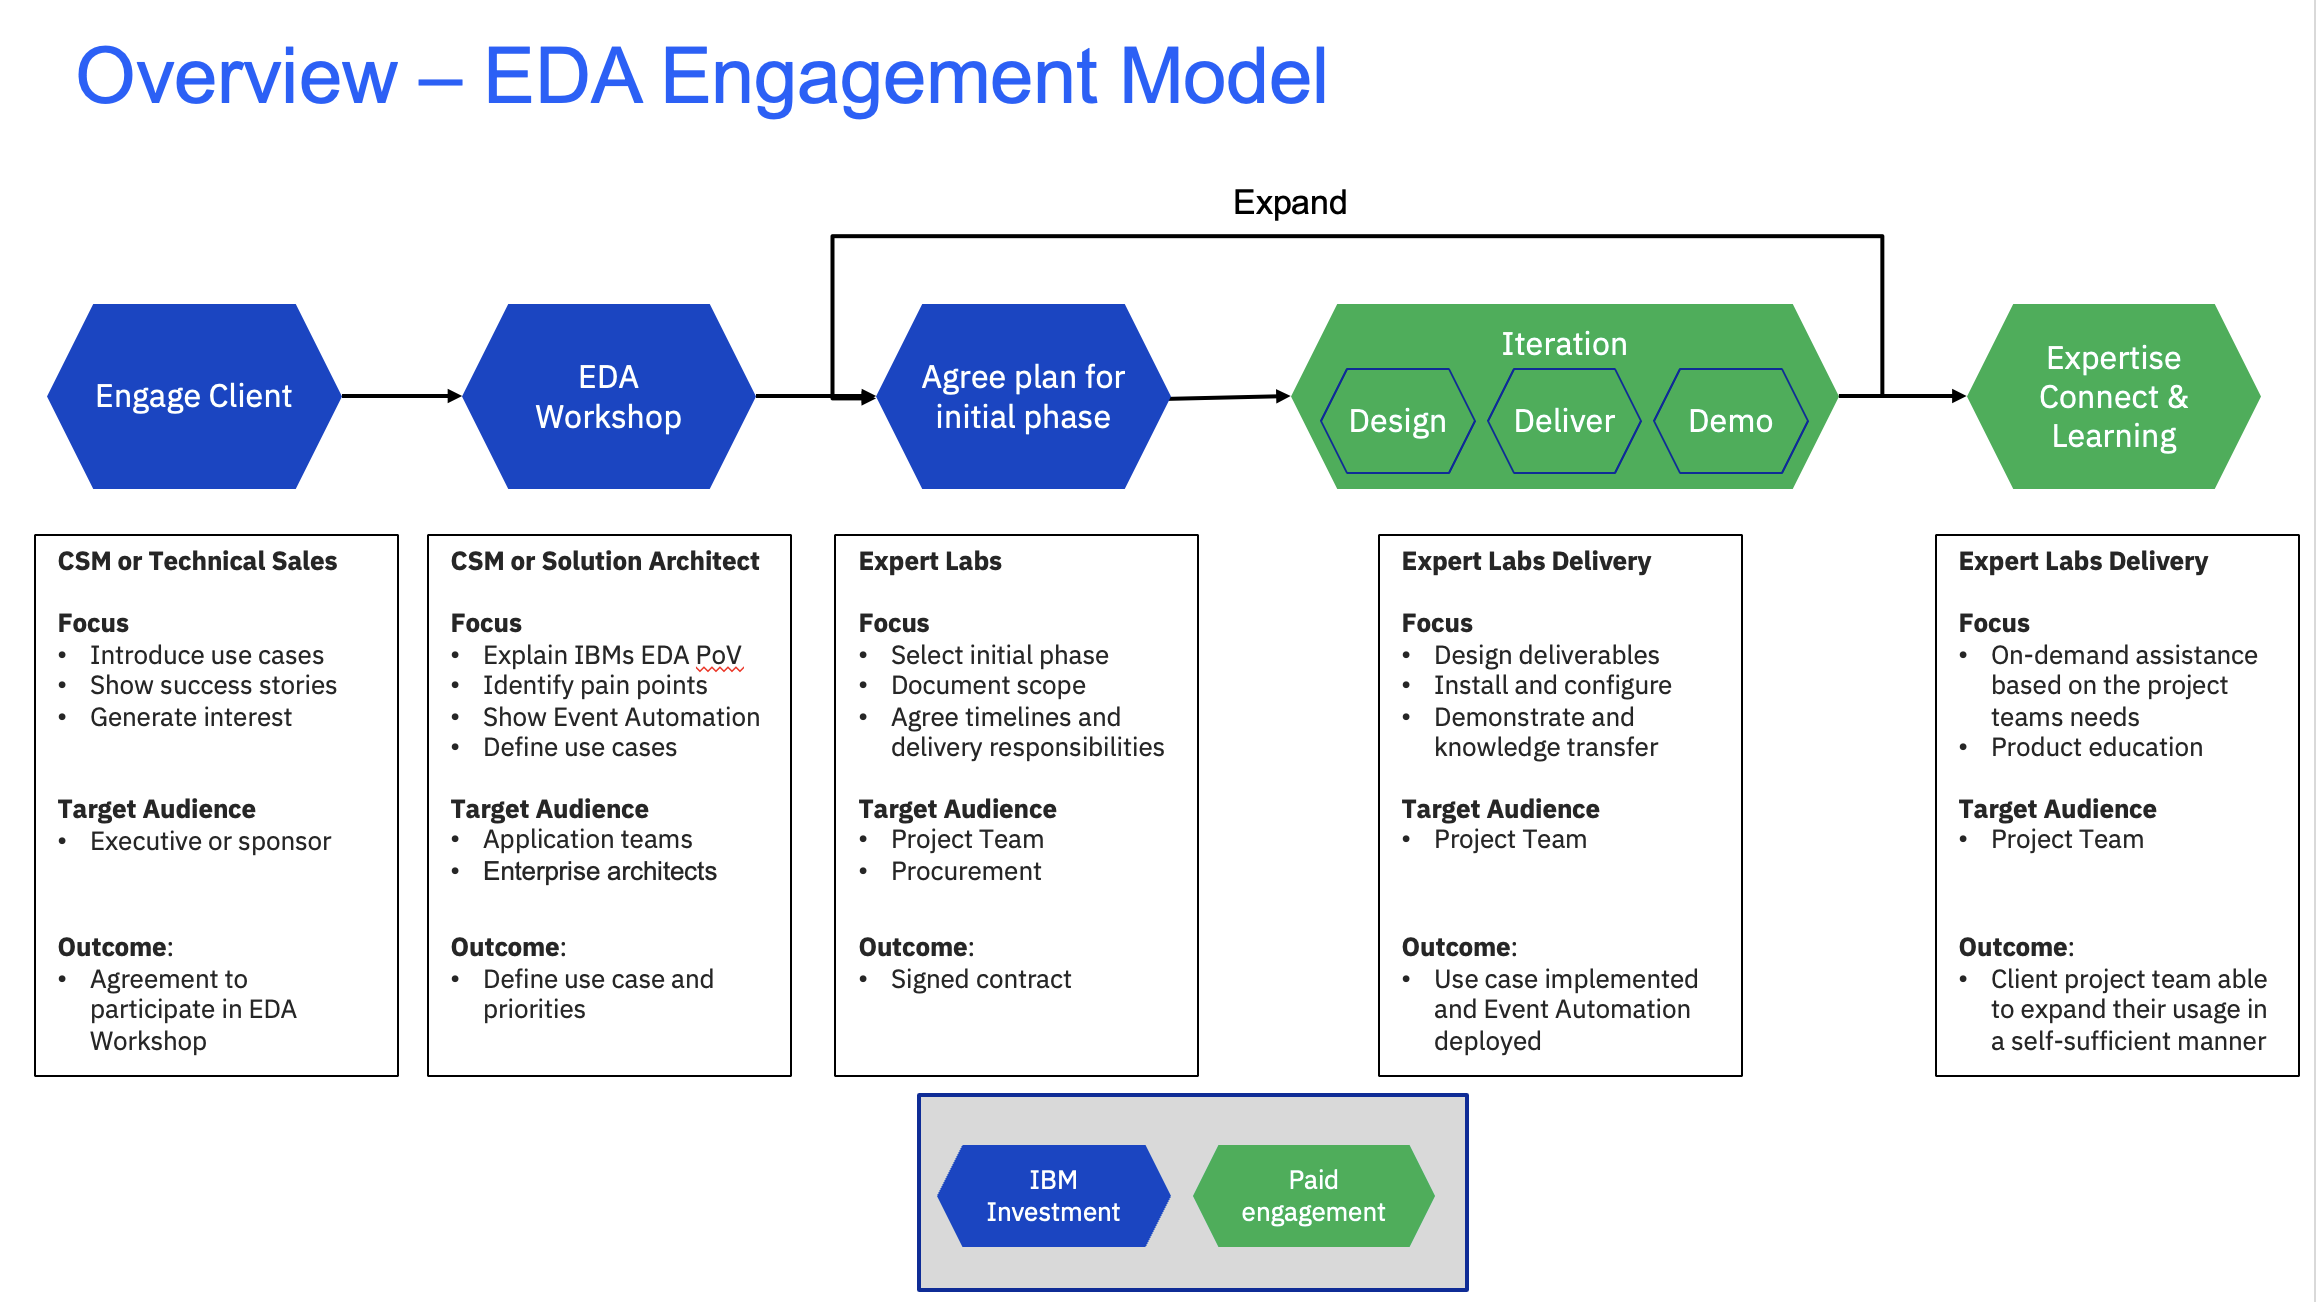 Overview – EDA Engagement Model
Expand
Engage Client
EDA
Workshop
Agree plan for
initial phase
Iteration
Design
Deliver
Demo
Expertise
Connect &
Learning
CSM or Technical Sales
Focus
• Introduce use cases
• Show success stories
• Generate interest
Target Audience
• Executive or sponsor
Outcome:
• Agreement to
participate in EDA
Workshop
CSM or Solution Architect
Focus
• Explain IBMs EDA PoV
• Identify pain points
• Show Event Automation
• Define use cases
Target Audience
• Application teams
• Enterprise architects
Outcome:
• Define use case and
priorities
Expert Labs
Focus
• Select initial phase
• Document scope
• Agree timelines and
delivery responsibilities
Target Audience
• Project Team
• Procurement
Outcome:
• Signed contract
Expert Labs Delivery
Focus
• Design deliverables
• Install and configure
• Demonstrate and
knowledge transfer
Target Audience
• Project Team
Outcome:
• Use case implemented
and Event Automation
deployed
Expert Labs Delivery
Focus
• On-demand assistance
based on the project
teams needs
• Product education
Target Audience
• Project Team
Outcome:
• Client project team able
to expand their usage in
a self-sufficient manner
IBM
Investment
Paid
engagement